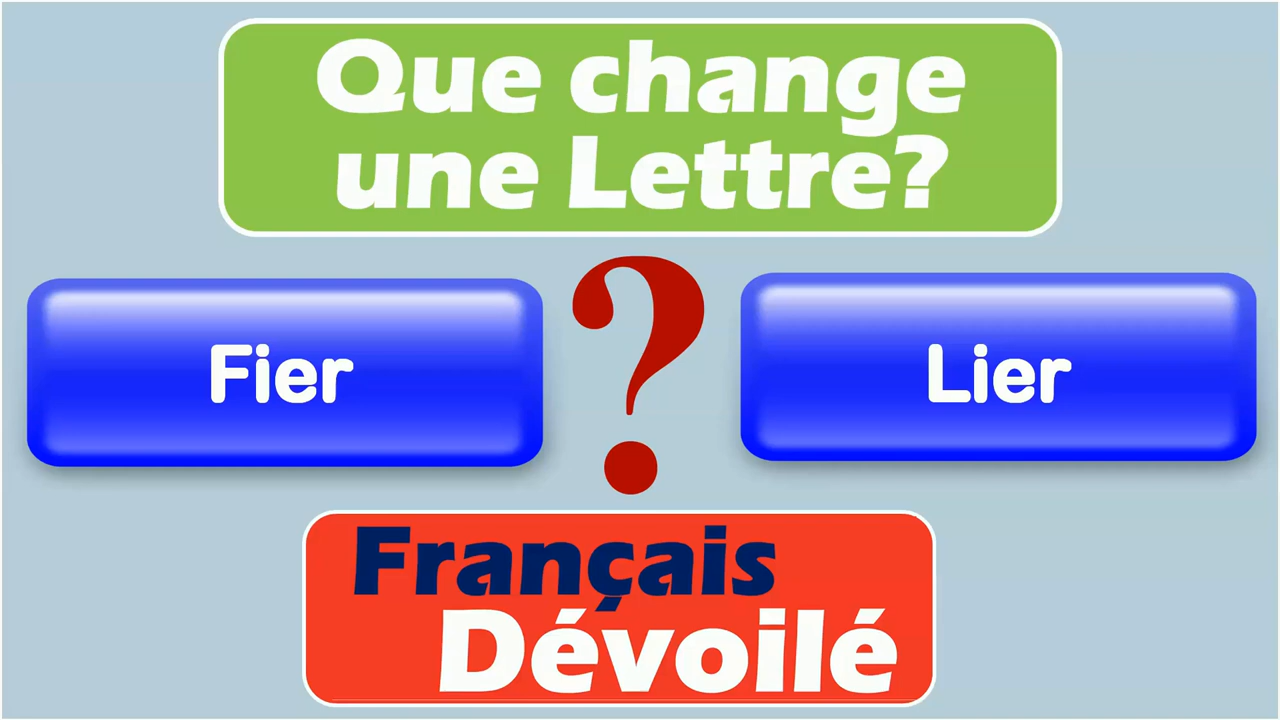 Que change
une Lettre?
Fier
?
Lier
Français
Dévoilé